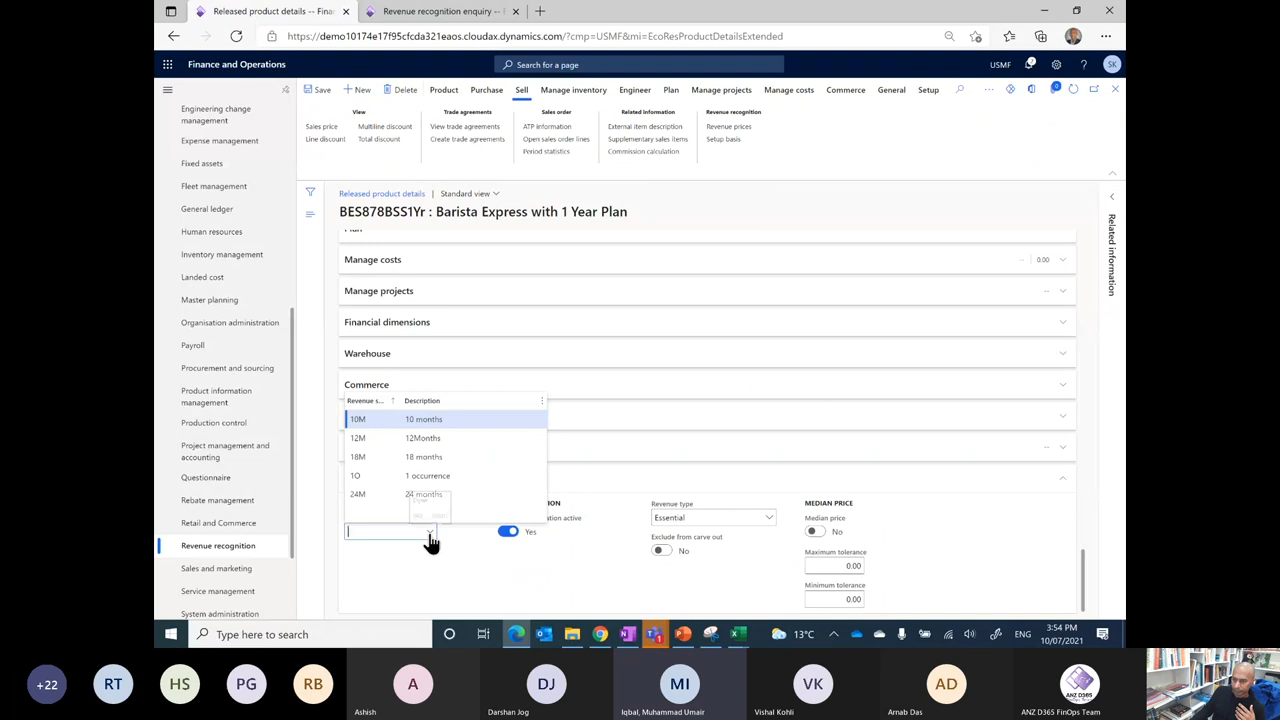 Released product details -- Finan
Revenue recognition enquiry --
https://demo10174e17f95cfcda321eaos.cloudax.dynamics.com/?cmp=USMF&mi=EcoResProductDetailsExtended
Finance and Operations
Search for a page
USMF
SK
Save
New
Delete
Product
Purchase
Sell
Manage inventory
Engineer
Plan
Manage projects
Manage costs
Commerce
General
Setup
View
Sales price
Multiline discount
Line discount
Total discount
Trade agreements
View trade agreements
Create trade agreements
Sales order
ATP information
Open sales order lines
Period statistics
Related Information
External item description
Supplementary sales items
Commission calculation
Revenue recognition
Revenue prices
Setup basis
Engineering change
management
Expense management
Fixed assets
Fleet management
General ledger
Human resources
Inventory management
Landed cost
Master planning
Organisation administration
Payroll
Procurement and sourcing
Product information
management
Production control
Project management and
accounting
Questionnaire
Rebate management
Retail and Commerce
Revenue recognition
Sales and marketing
Service management
System administration
Released product details | Standard view
BES878BSS1Yr : Barista Express with 1 Year Plan
Plan
Manage costs
-- 0.00
Manage projects
--
Financial dimensions
Warehouse
Commerce
--
Revenue s...
Description
10M 10 months
12M 12Months
18M 18 months
1O 1 occurrence
24M 24 months
Yes
Revenue type
Essential
Exclude from carve out
No
MEDIAN PRICE
Median price
No
Maximum tolerance
0.00
Minimum tolerance
0.00
Related information
Type here to search
1
13°C
ENG
3:54 PM
10/07/2021
+22
RT
HS
PG
RB
A
Ashish
DJ
Darshan Jog
MI
Iqbal, Muhammad Umair
VK
Vishal Kohli
AD
Arnab Das
ANZ D365
ANZ D365 FinOps Team